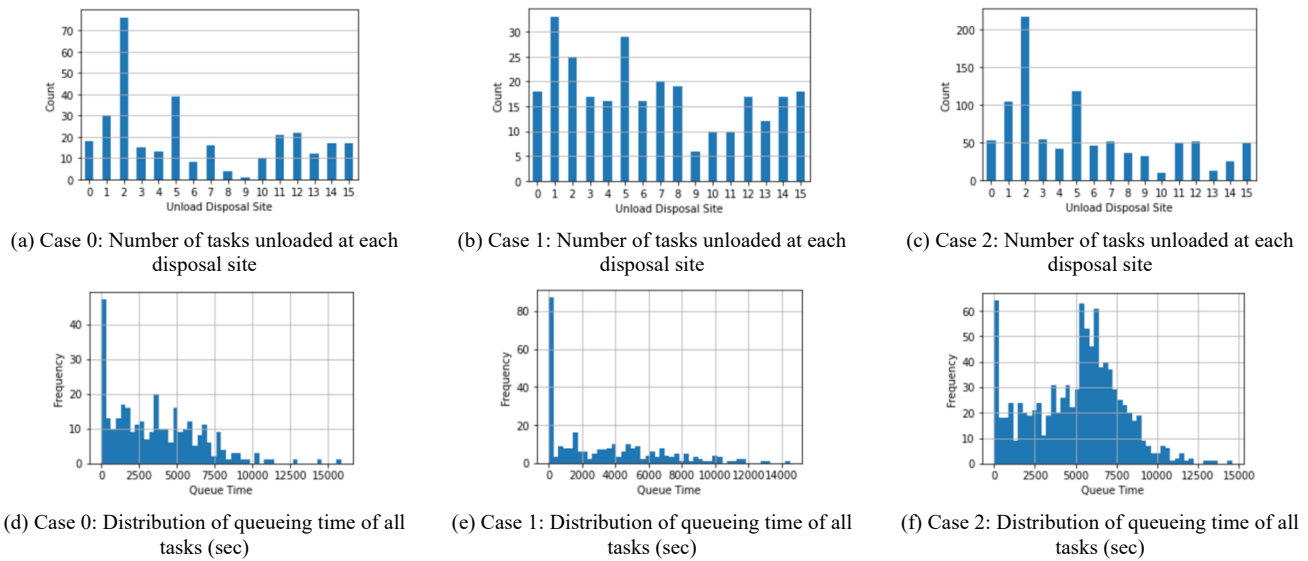 70
60
50
40
30
20
10
0
Count
0 1 2 3 4 5 6 7 8 9 10 11 12 13 14 15
Unload Disposal Site
(a) Case 0: Number of tasks unloaded at each
disposal site
30
25
20
15
10
5
0
Count
0 1 2 3 4 5 6 7 8 9 10 11 12 13 14 15
Unload Disposal Site
(b) Case 1: Number of tasks unloaded at each
disposal site
200
150
100
50
0
Count
0 1 2 3 4 5 6 7 8 9 10 11 12 13 14 15
Unload Disposal Site
(c) Case 2: Number of tasks unloaded at each
disposal site
40
30
20
10
0
Frequency
0 2500 5000 7500 10000 12500 15000
Queue Time
(d) Case 0: Distribution of queueing time of all
tasks (sec)
80
60
40
20
0
Frequency
0 2000 4000 6000 8000 10000 12000 14000
Queue Time
(e) Case 1: Distribution of queueing time of all
tasks (sec)
60
50
40
30
20
10
0
Frequency
0 2500 5000 7500 10000 12500 15000
Queue Time
(f) Case 2: Distribution of queueing time of all
tasks (sec)